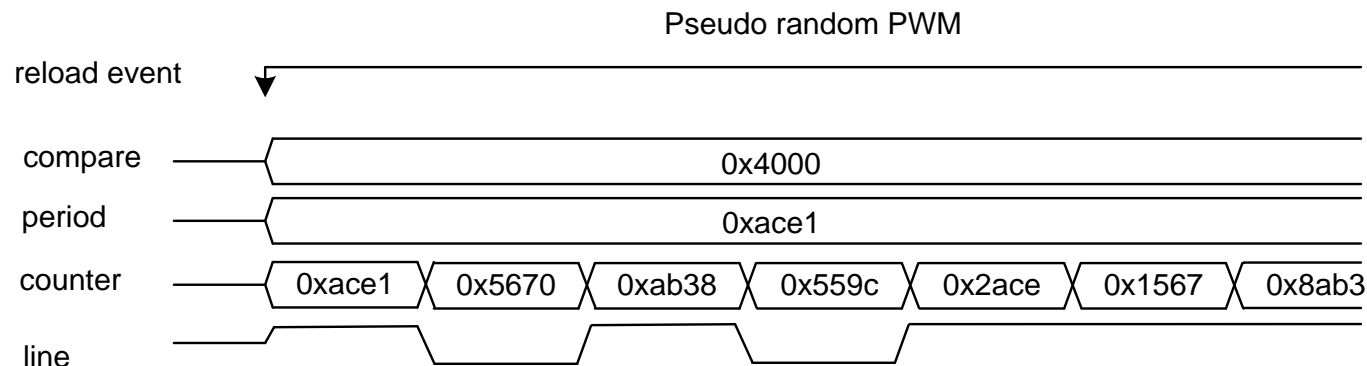 Pseudo random PWM
reload event
compare 0x4000
period 0xace1
counter 0xace1 0x5670 0xab38 0x559c 0x2ace 0x1567 0x8ab3
line